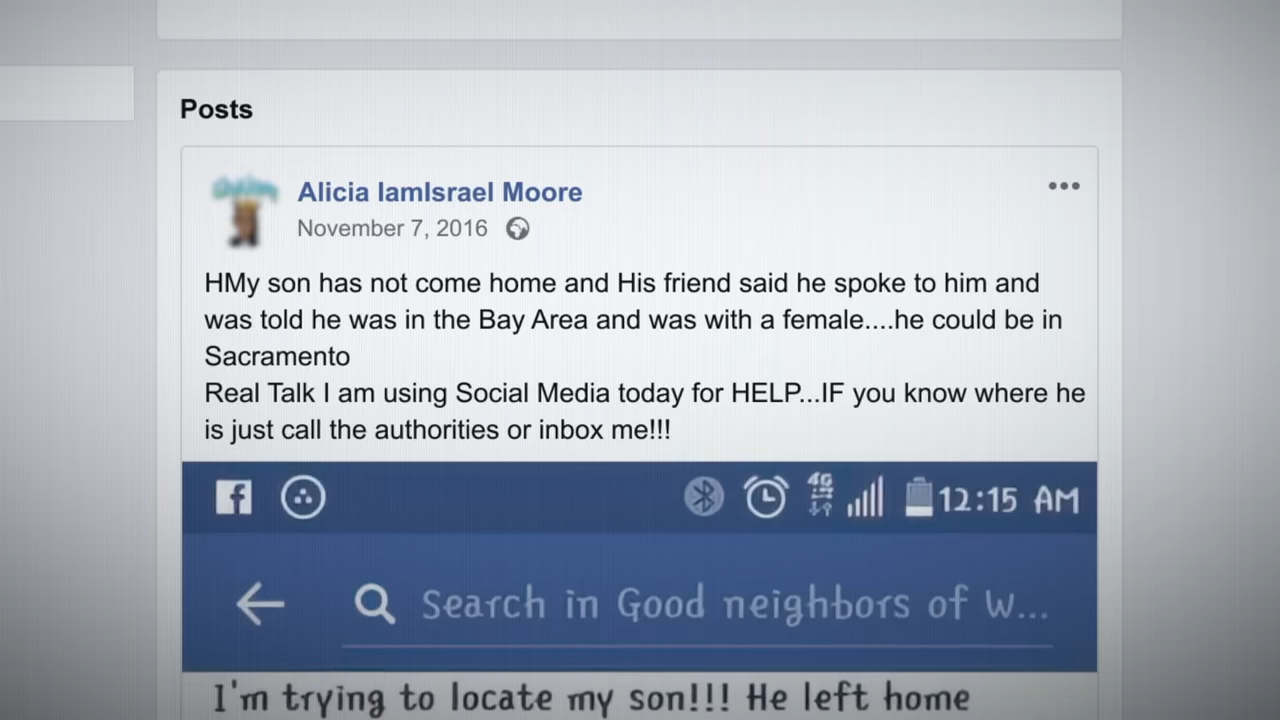 Posts
Alicia IamIsrael Moore
November 7, 2016
HMy son has not come home and His friend said he spoke to him and
was told he was in the Bay Area and was with a female....he could be in
Sacramento
Real Talk I am using Social Media today for HELP...IF you know where he
is just call the authorities or inbox me!!!
4G 12:15 AM
Search in Good neighbors of W...
I'm trying to locate my son!!! He left home